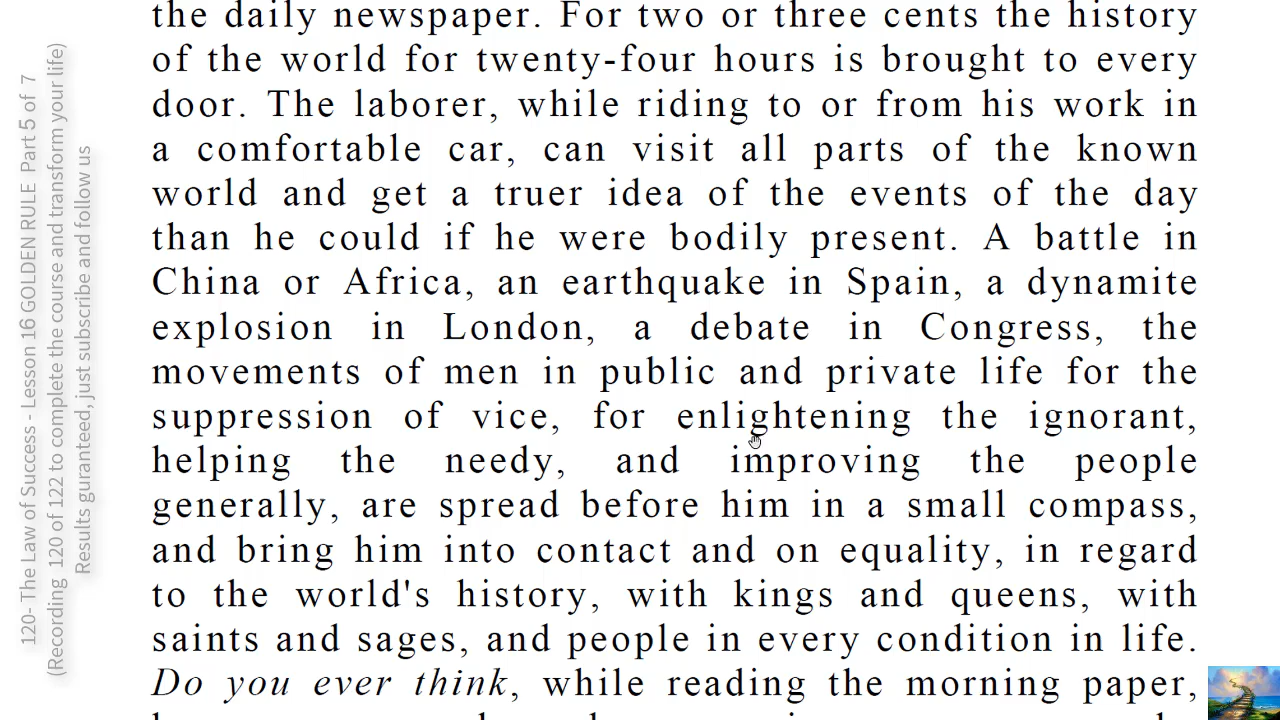 the daily newspaper. For two or three cents the history
of the world for twenty-four hours is brought to every
door. The laborer, while riding to or from his work in
a comfortable car, can visit all parts of the known
world and get a truer idea of the events of the day
than he could if he were bodily present. A battle in
China or Africa, an earthquake in Spain, a dynamite
explosion in London, a debate in Congress, the
movements of men in public and private life for the
suppression of vice, for enlightening the ignorant,
helping the needy, and improving the people
generally, are spread before him in a small compass,
and bring him into contact and on equality, in regard
to the world's history, with kings and queens, with
saints and sages, and people in every condition in life.
Do you ever think, while reading the morning paper,
120- The Law of Success - Lesson 16 GOLDEN RULE Part 5 of 7
(Recording 120 of 122 to complete the course and transform your life)
Results guranteed, just subscribe and follow us